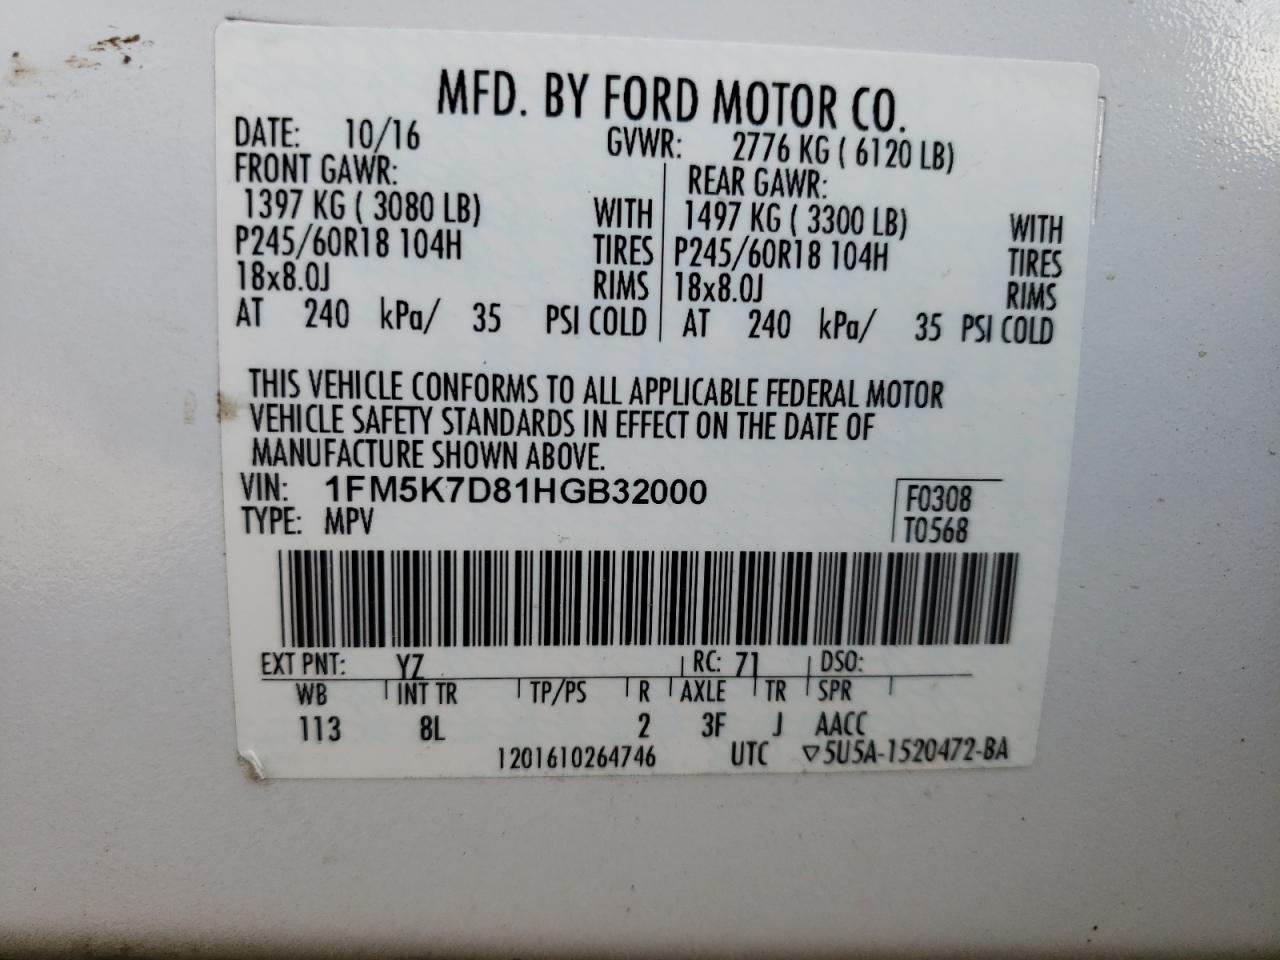 MFD. BY FORD MOTOR CO.
DATE: 10/16 GVWR: 2776 KG ( 6120 LB)
FRONT GAWR: REAR GAWR:
1397 KG ( 3080 LB) WITH 1497 KG ( 3300 LB) WITH
P245/60R18 104H TIRES P245/60R18 104H TIRES
18x8.0J RIMS 18x8.0J RIMS
AT 240 kPa/ 35 PSI COLD AT 240 kPa/ 35 PSI COLD
THIS VEHICLE CONFORMS TO ALL APPLICABLE FEDERAL MOTOR
VEHICLE SAFETY STANDARDS IN EFFECT ON THE DATE OF
MANUFACTURE SHOWN ABOVE.
VIN: 1FM5K7D81HGB32000 F0308
TYPE: MPV T0568
EXT PNT: YZ RC: 71 DSO:
WB INT TR TP/PS R AXLE TR SPR
113 8L 2 3F J AACC
1201610264746 UTC ▽5U5A-1520472-BA